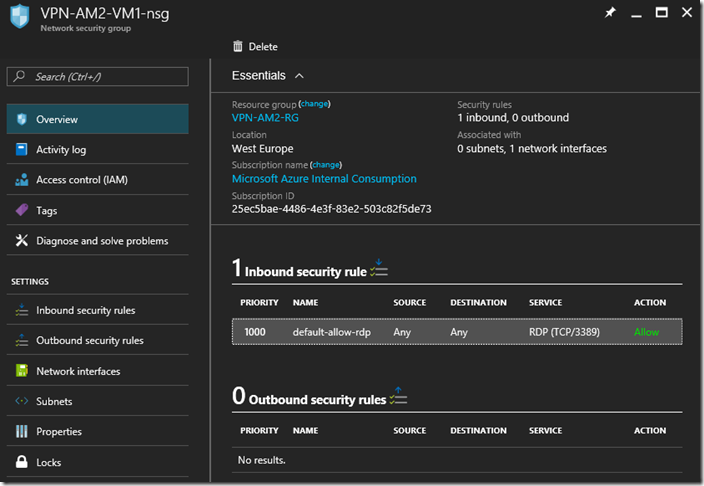 VPN-AM2-VM1-nsg
Network security group
Delete
Search (Ctrl+/)
Overview
Activity log
Access control (IAM)
Tags
Diagnose and solve problems
SETTINGS
Inbound security rules
Outbound security rules
Network interfaces
Subnets
Properties
Locks
Essentials
Resource group (change)
VPN-AM2-RG
Location
West Europe
Subscription name (change)
Microsoft Azure Internal Consumption
Subscription ID
25ec5bae-4486-4e3f-83e2-503c82f5de73
Security rules
1 inbound, 0 outbound
Associated with
0 subnets, 1 network interfaces
1 Inbound security rule
PRIORITY NAME SOURCE DESTINATION SERVICE ACTION
1000 default-allow-rdp Any Any RDP (TCP/3389) Allow
0 Outbound security rules
PRIORITY NAME SOURCE DESTINATION SERVICE ACTION
No results.